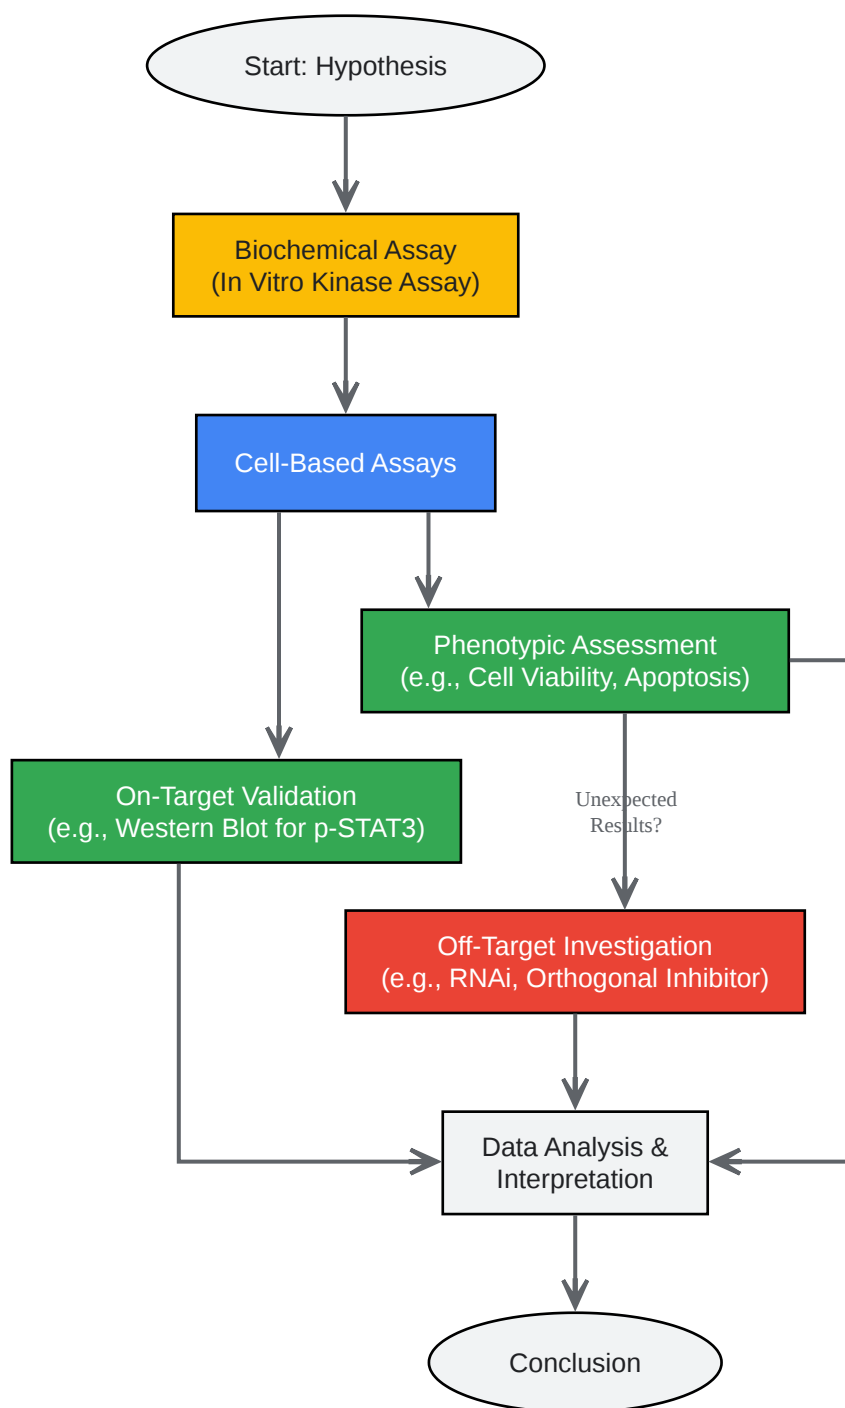 Start: Hypothesis
Biochemical Assay
(In Vitro Kinase Assay)
Cell-Based Assays
Phenotypic Assessment
(e.g., Cell Viability, Apoptosis)
On-Target Validation
(e.g., Western Blot for p-STAT3)
Unexpected
Results?
Off-Target Investigation
(e.g., RNAi, Orthogonal Inhibitor)
Data Analysis &
Interpretation
Conclusion